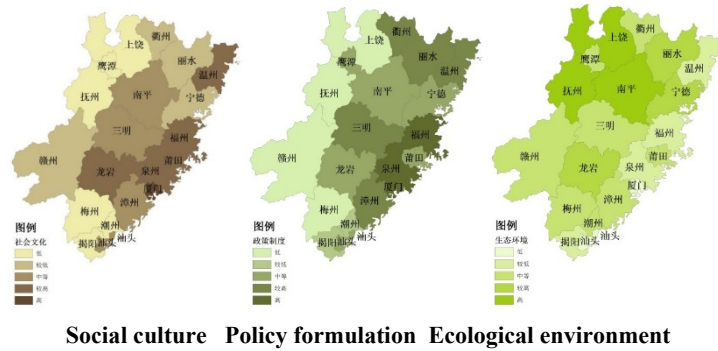 上饶
衢州
鹰潭
丽水
温州
抚州
南平
宁德
三明
福州
赣州
龙岩
泉州
莆田
厦门
漳州
梅州
潮州
揭阳
汕头
汕头
图例
社会文化
低
较低
中等
较高
高
上饶
衢州
鹰潭
丽水
温州
抚州
南平
宁德
三明
福州
赣州
龙岩
泉州
莆田
厦门
漳州
梅州
潮州
揭阳
汕头
汕头
图例
政策制度
低
较低
中等
较高
高
上饶
衢州
鹰潭
丽水
温州
抚州
南平
宁德
三明
福州
赣州
龙岩
泉州
莆田
厦门
漳州
梅州
潮州
揭阳
汕头
图例
生态环境
低
较低
中等
较高
高
Social culture Policy formulation Ecological environment